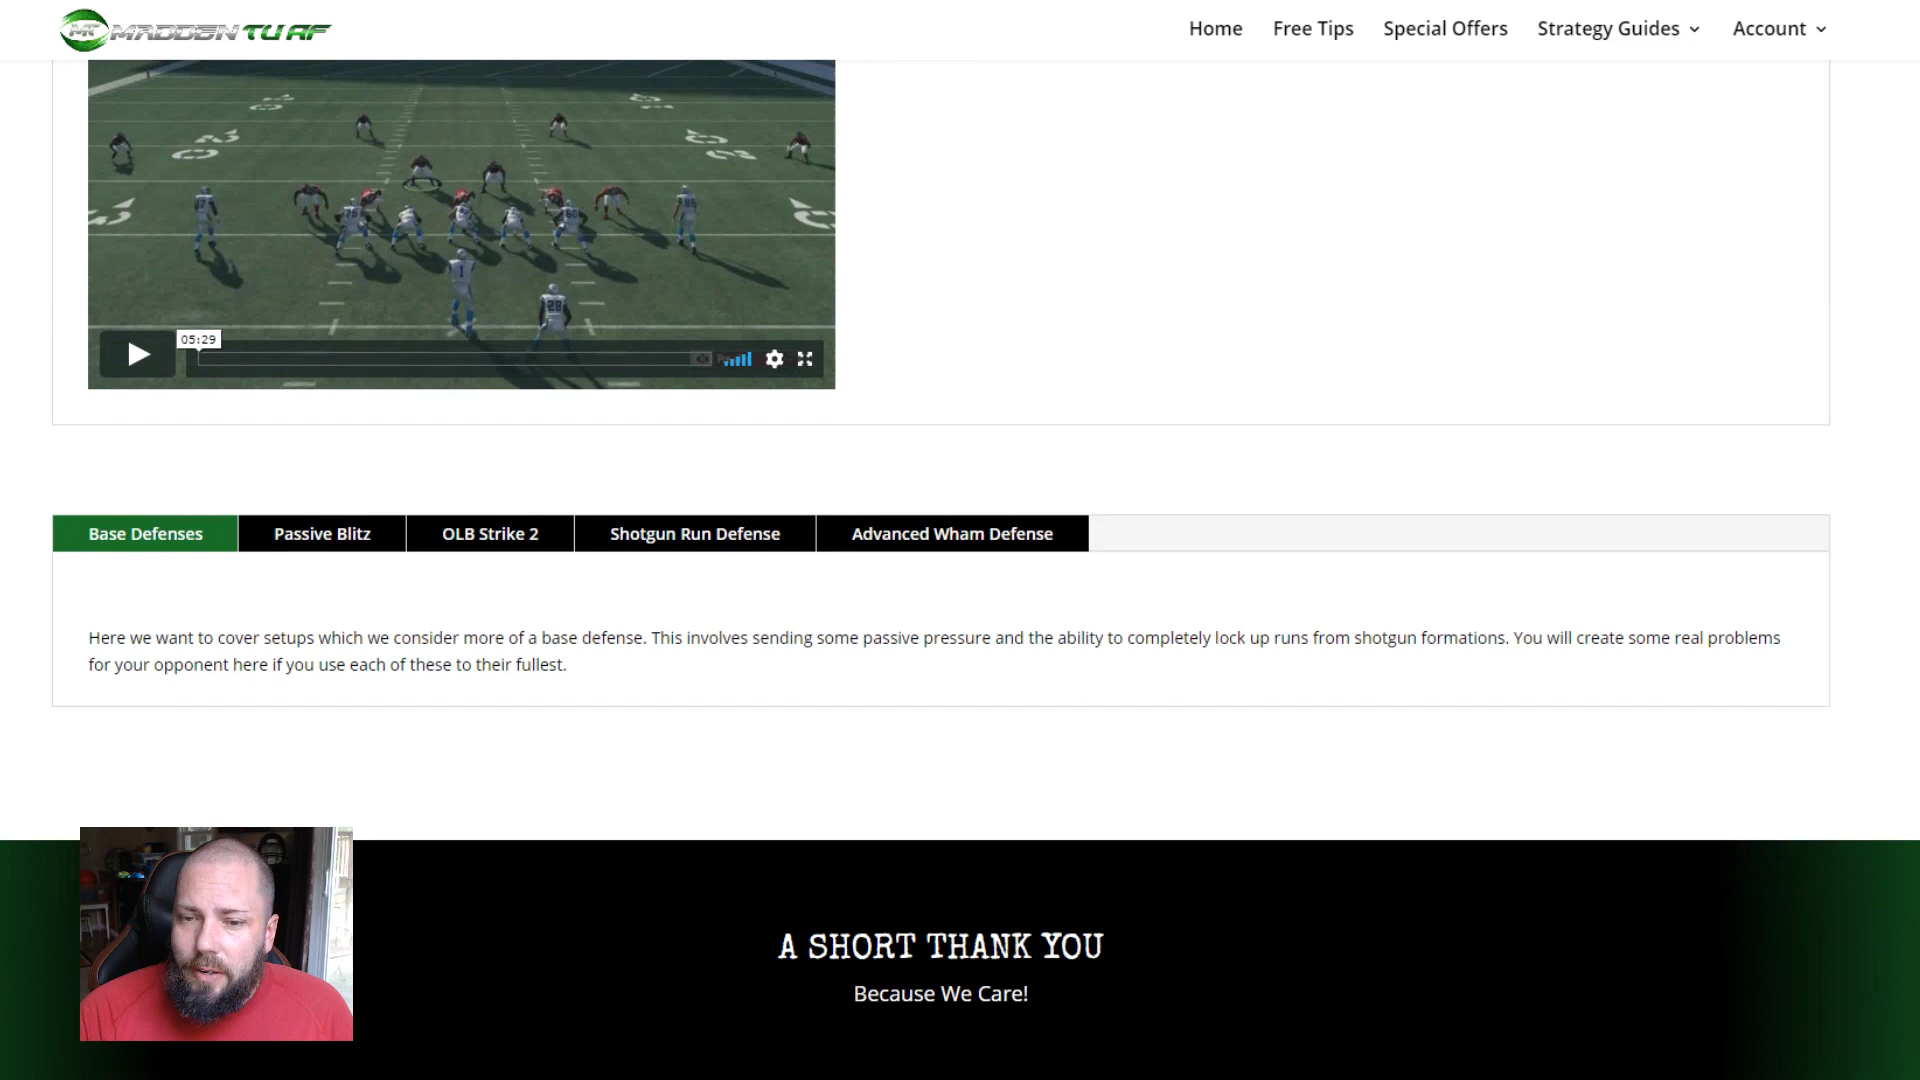 MADDEN TURF
Home
Free Tips
Special Offers
Strategy Guides
Account
05:29
Base Defenses
Passive Blitz
OLB Strike 2
Shotgun Run Defense
Advanced Wham Defense
Here we want to cover setups which we consider more of a base defense. This involves sending some passive pressure and the ability to completely lock up runs from shotgun formations. You will create some real problems
for your opponent here if you use each of these to their fullest.
A SHORT THANK YOU
Because We Care!